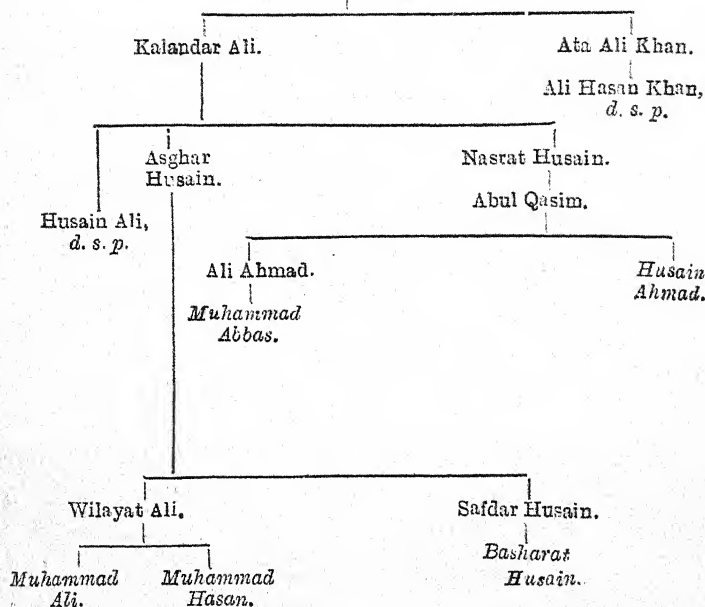 Kalandar Ali.
Ata Ali Khan.
Ali Hasan Khan,
d. s. p.
Asghar
Husain.
Nasrat Husain.
Husain Ali,
d. s. p.
Abul Qasim.
Ali Ahmad.
Husain
Ahmad.
Muhammad
Abbas.
Wilayat Ali.
Safdar Husain.
Muhammad
Ali.
Muhammad
Hasan.
Basharat
Husain.